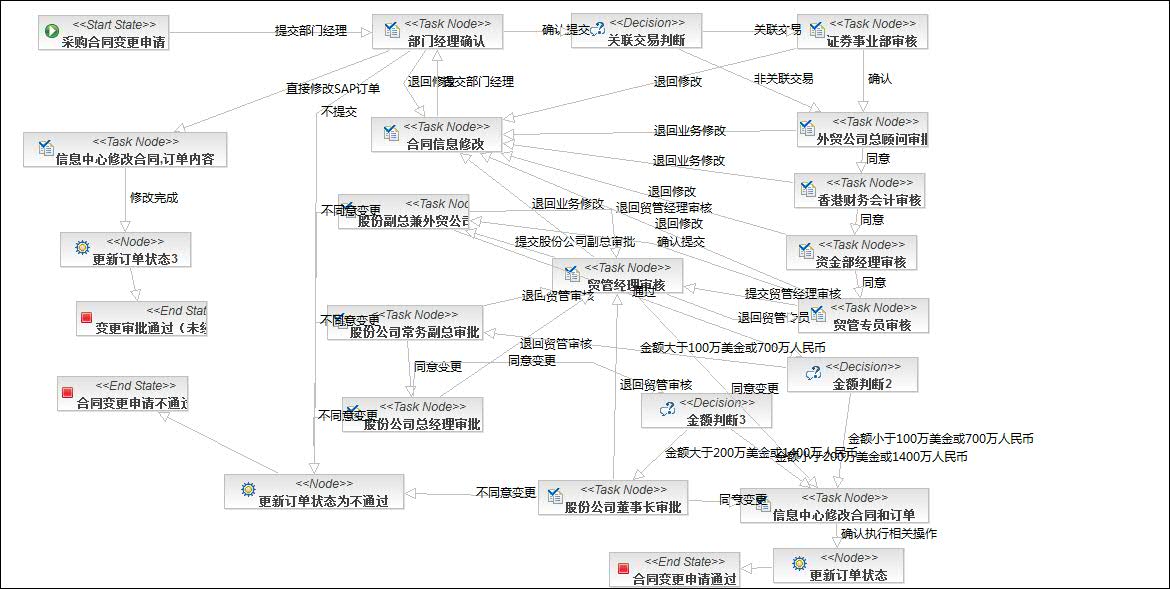 <<Start State>>
采购合同变更申请
提交部门经理
<<Task Node>>
部门经理确认
确认提交
<<Decision>>
关联交易判断
关联交易
<<Task Node>>
证券事业部审核
直接修改SAP订单
不提交
退回修改
提交部门经理
退回修改
非关联交易
确认
<<Task Node>>
信息中心修改合同,订单内容
<<Task Node>>
合同信息修改
退回业务修改
<<Task Node>>
外贸公司总顾问审批
退回业务修改
同意
修改完成
<<Task Node>>
香港财务会计审核
退回修改
不同意变更
<<Task N
股份副总兼外贸公司
退回业务修改
退回贸管经理审核
退回修改
同意
<<Node>>
更新订单状态3
提交股份公司副总审批
确认提交
<<Task Node>>
资金部经理审核
<<Task Node>>
贸管经理审核
通过
同意
退回贸管审核
提交贸管经理审核
<<End Stat
变更审批通过（未结
不同意变更
<<Task Node>>
股份公司常务副总审批
退回贸管专员
<<Task Node>>
贸管专员审核
退回贸管审核
金额大于100万美金或700万人民币
同意变更
同意变更
<<Decision>>
金额判断2
<<End State>>
合同变更申请不通过
退回贸管审核
同意变更
不同意变更
<<Task Node>>
股份公司总经理审批
<<Decision>>
金额判断3
金额小于100万美金或700万人民币
金额大于200万美金或1400万人民币
金额小于200万美金或1400万人民币
<<Node>>
更新订单状态为不通过
不同意变更
<<Task Node>>
股份公司董事长审批
同意变更
<<Task Node>>
信息中心修改合同和订单
确认执行相关操作
<<End State>>
合同变更申请通过
<<Node>>
更新订单状态